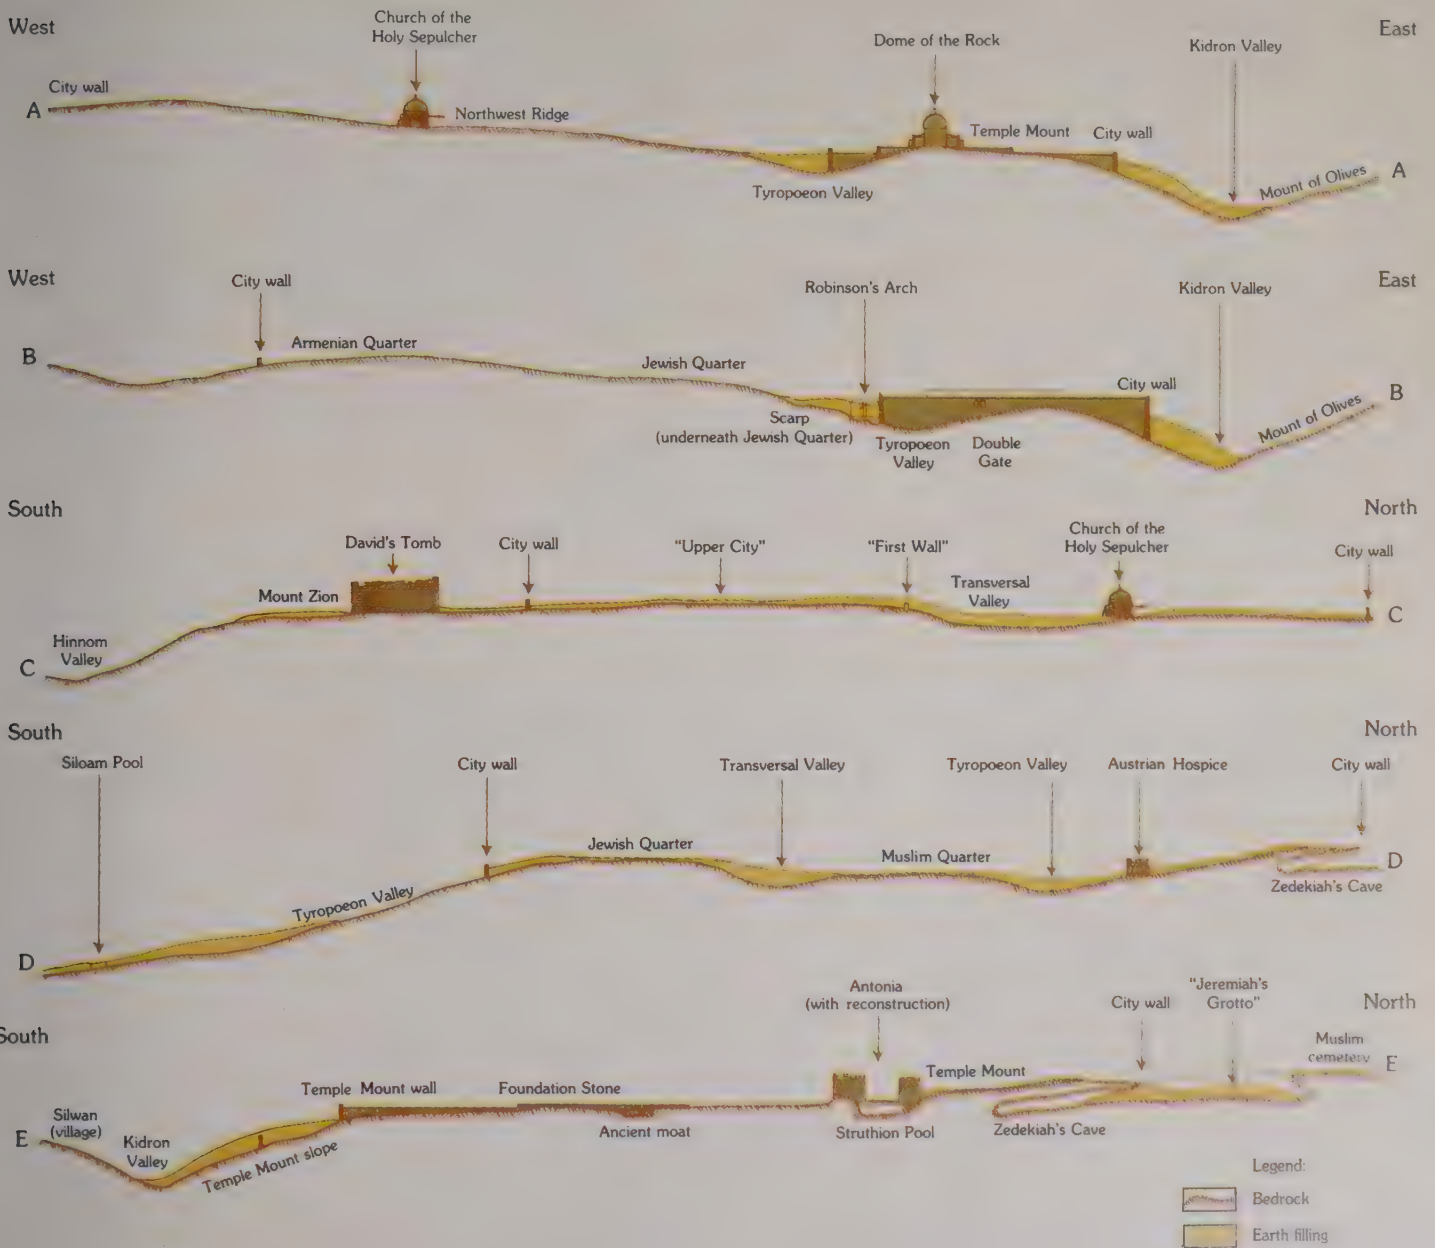 West
East
Church of the
Holy Sepulcher
Dome of the Rock
Kidron Valley
City wall
A
Northwest Ridge
Temple Mount
City wall
Tyropoeon Valley
Mount of Olives
A
West
East
City wall
Robinson's Arch
Kidron Valley
B
Armenian Quarter
Jewish Quarter
City wall
B
Scarp
(underneath Jewish Quarter)
Tyropoeon
Valley
Double
Gate
Mount of Olives
South
North
David's Tomb
City wall
"Upper City"
"First Wall"
Church of the
Holy Sepulcher
City wall
Mount Zion
Transversal
Valley
Hinnom
Valley
C
C
South
North
Siloam Pool
City wall
Transversal Valley
Tyropoeon Valley
Austrian Hospice
City wall
Jewish Quarter
Muslim Quarter
D
Zedekiah's Cave
Tyropoeon Valley
D
South
North
Antonia
(with reconstruction)
City wall
"Jeremiah's
Grotto"
Muslim
cemetery
E
Temple Mount wall
Foundation Stone
Temple Mount
Silwan
(village)
E
Kidron
Valley
Temple Mount slope
Ancient moat
Struthion Pool
Zedekiah's Cave
Legend:
Bedrock
Earth filling